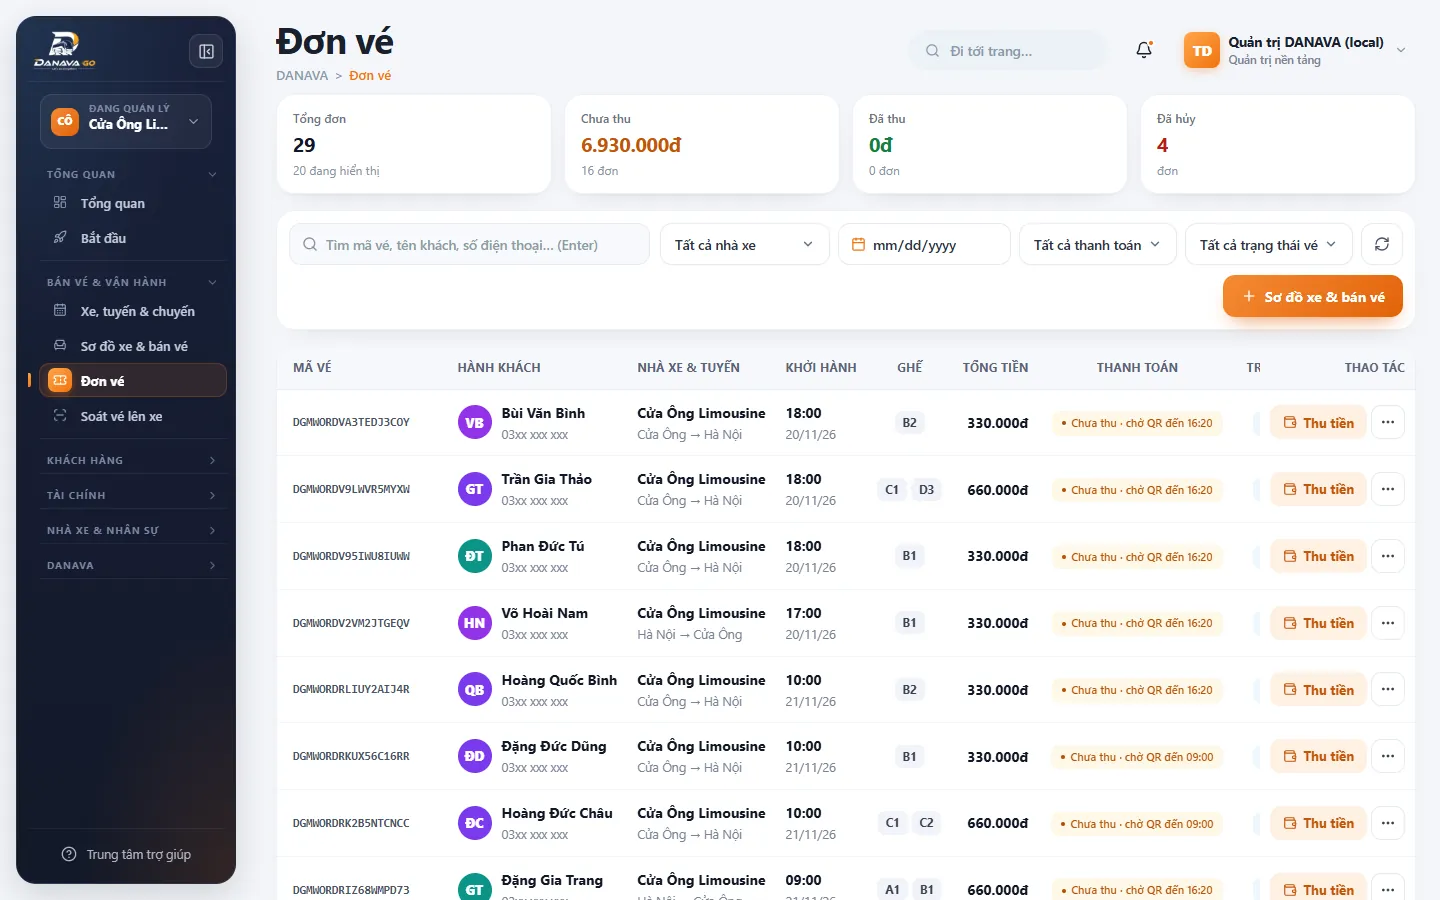 DANAVA GO
ĐANG QUẢN LÝ
CÔ
Cửa Ông Li...
TỔNG QUAN
Tổng quan
Bắt đầu
BÁN VÉ & VẬN HÀNH
Xe, tuyến & chuyến
Sơ đồ xe & bán vé
Đơn vé
Soát vé lên xe
KHÁCH HÀNG
TÀI CHÍNH
NHÀ XE & NHÂN SỰ
DANAVA
Trung tâm trợ giúp
Đơn vé
DANAVA > Đơn vé
Đi tới trang...
TD
Quản trị DANAVA (local)
Quản trị nền tảng
Tổng đơn
29
20 đang hiển thị
Chưa thu
6.930.000đ
16 đơn
Đã thu
0đ
0 đơn
Đã hủy
4
đơn
Tìm mã vé, tên khách, số điện thoại... (Enter)
Tất cả nhà xe
mm/dd/yyyy
Tất cả thanh toán
Tất cả trạng thái vé
+ Sơ đồ xe & bán vé
MÃ VÉ HÀNH KHÁCH NHÀ XE & TUYẾN KHỞI HÀNH GHẾ TỔNG TIỀN THANH TOÁN TR THAO TÁC
DGMWORDVA3TEDJ3COY VB Bùi Văn Bình Cửa Ông Limousine 18:00 B2 330.000đ • Chưa thu · chờ QR đến 16:20 Thu tiền
03xx xxx xxx Cửa Ông → Hà Nội 20/11/26
DGMWORDV9LWVR5MYXW GT Trần Gia Thảo Cửa Ông Limousine 18:00 C1 D3 660.000đ • Chưa thu · chờ QR đến 16:20 Thu tiền
03xx xxx xxx Cửa Ông → Hà Nội 20/11/26
DGMWORDV95IWU8IUWW ĐT Phan Đức Tú Cửa Ông Limousine 18:00 B1 330.000đ • Chưa thu · chờ QR đến 16:20 Thu tiền
03xx xxx xxx Cửa Ông → Hà Nội 20/11/26
DGMWORDV2VM2JTGEQV HN Võ Hoài Nam Cửa Ông Limousine 17:00 B1 330.000đ • Chưa thu · chờ QR đến 16:20 Thu tiền
03xx xxx xxx Hà Nội → Cửa Ông 20/11/26
DGMWORDRLIUY2AIJ4R QB Hoàng Quốc Bình Cửa Ông Limousine 10:00 B2 330.000đ • Chưa thu · chờ QR đến 16:20 Thu tiền
03xx xxx xxx Cửa Ông → Hà Nội 21/11/26
DGMWORDRKUX56C16RR ĐD Đặng Đức Dũng Cửa Ông Limousine 10:00 B1 330.000đ • Chưa thu · chờ QR đến 09:00 Thu tiền
03xx xxx xxx Cửa Ông → Hà Nội 21/11/26
DGMWORDRK2B5NTCNCC ĐC Hoàng Đức Châu Cửa Ông Limousine 10:00 C1 C2 660.000đ • Chưa thu · chờ QR đến 09:00 Thu tiền
03xx xxx xxx Cửa Ông → Hà Nội 21/11/26
DGMWORDRIZ68WMPD73 GT Đặng Gia Trang Cửa Ông Limousine 09:00 A1 B1 660.000đ • Chưa thu · chờ QR đến 16:20 Thu tiền